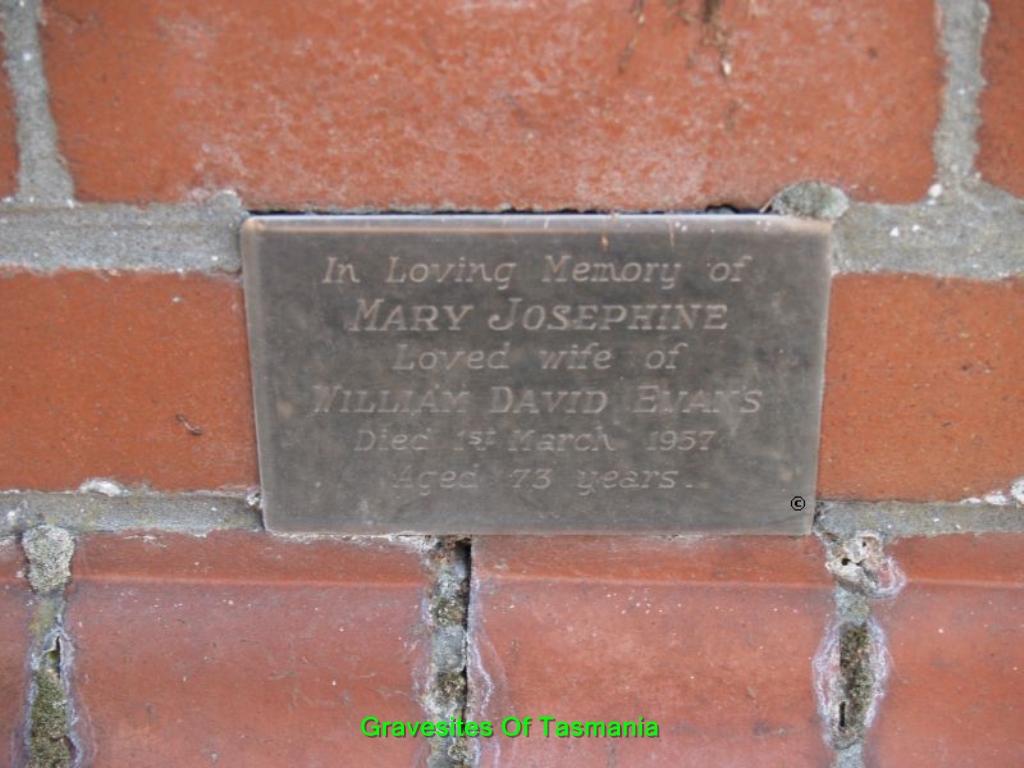 In Loving Memory of
MARY JOSEPHINE
Loved wife of
WILLIAM DAVID EVANS
Died 1st March 1957
Aged 73 years.
©
Gravesites Of Tasmania